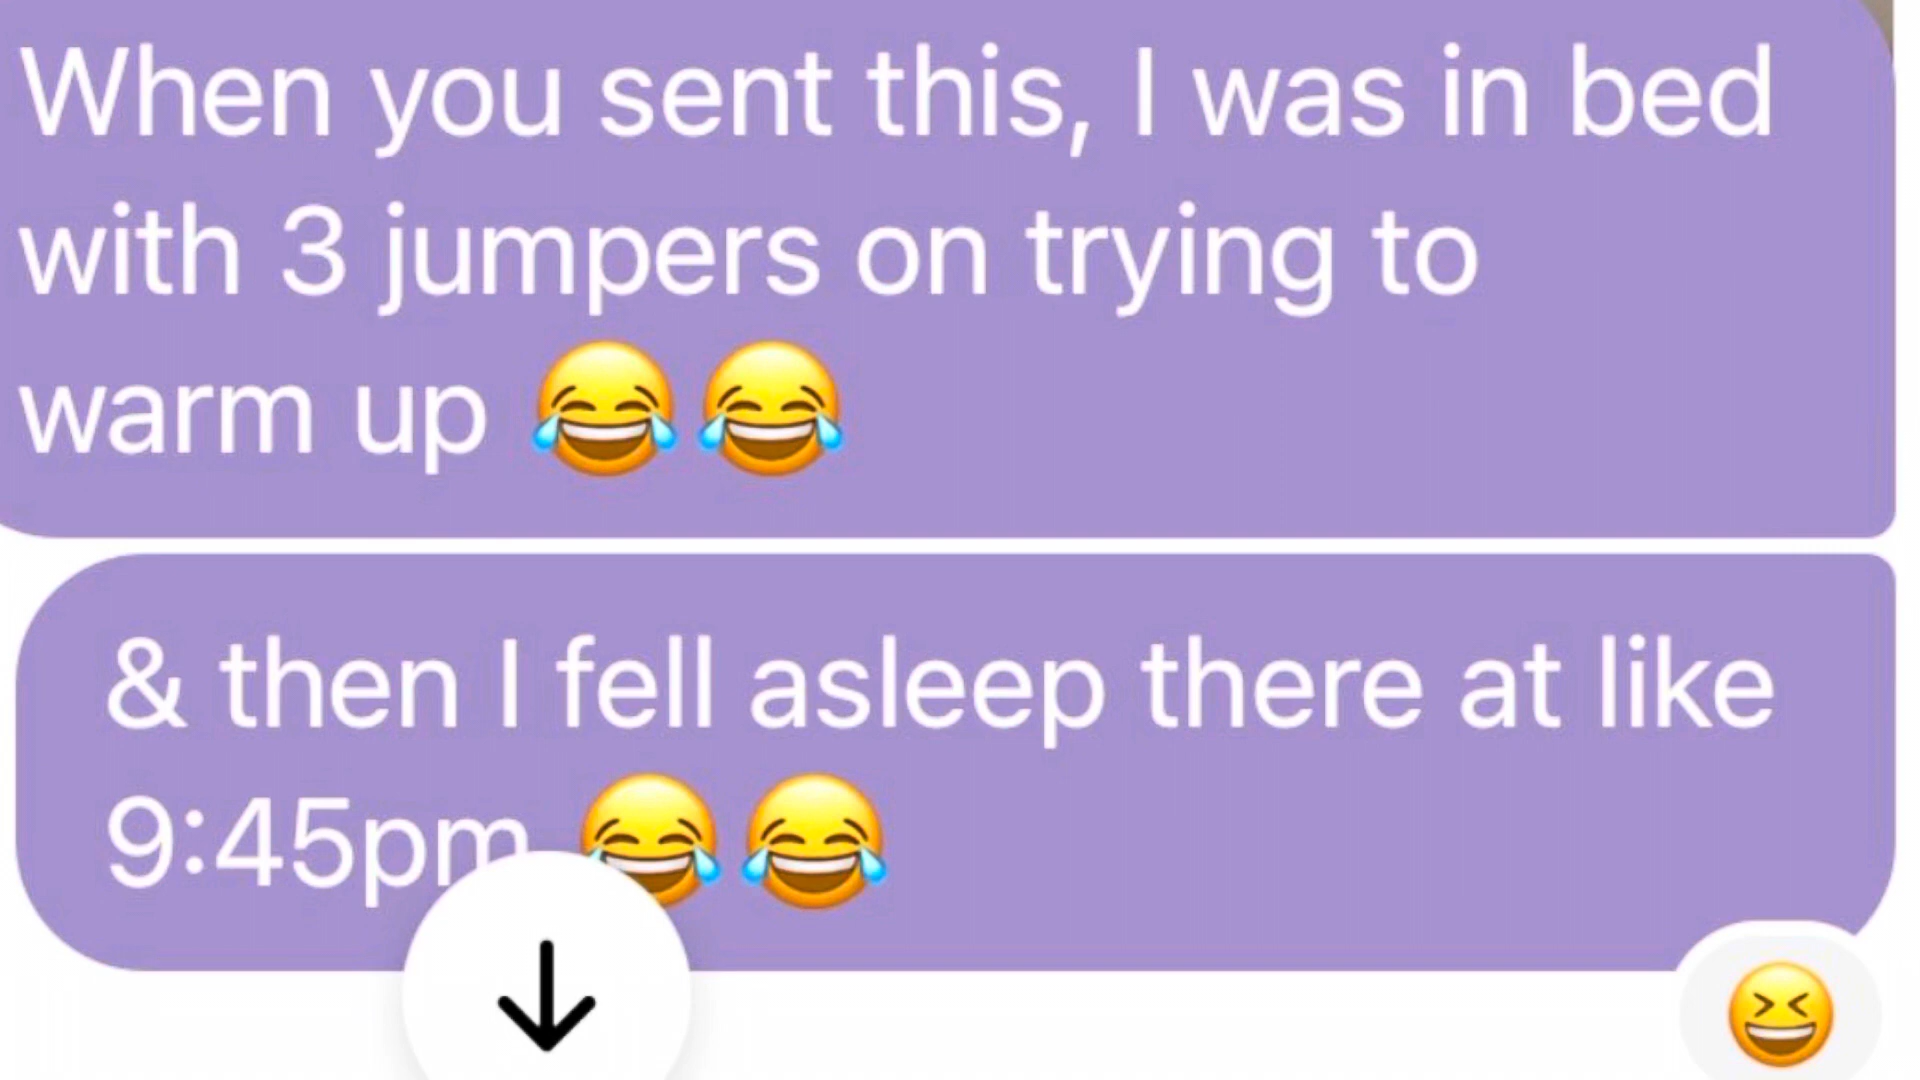 When you sent this, I was in bed
with 3 jumpers on trying to
warm up 😂😂
& then I fell asleep there at like
9:45pm 😂😂
😆